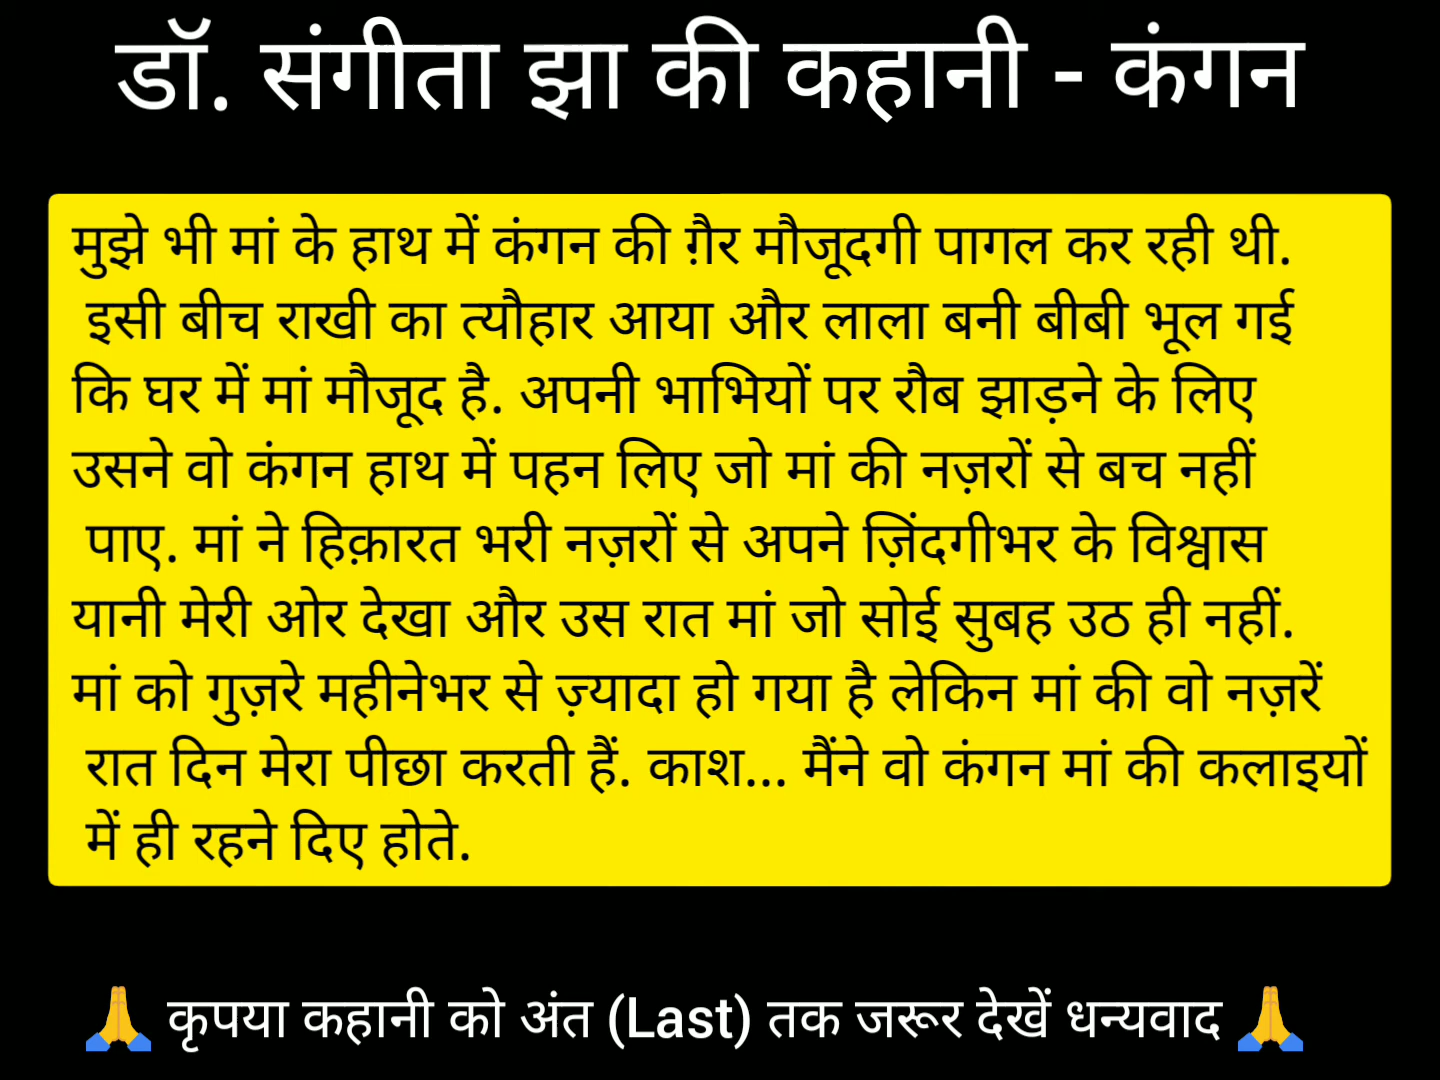 डॉ. संगीता झा की कहानी - कंगन
मुझे भी मां के हाथ में कंगन की ग़ैर मौजूदगी पागल कर रही थी.
इसी बीच राखी का त्यौहार आया और लाला बनी बीबी भूल गई
कि घर में मां मौजूद है. अपनी भाभियों पर रौब झाड़ने के लिए
उसने वो कंगन हाथ में पहन लिए जो मां की नज़रों से बच नहीं
पाए. मां ने हिक़ारत भरी नज़रों से अपने ज़िंदगीभर के विश्वास
यानी मेरी ओर देखा और उस रात मां जो सोई सुबह उठ ही नहीं.
मां को गुज़रे महीनेभर से ज़्यादा हो गया है लेकिन मां की वो नज़रें
रात दिन मेरा पीछा करती हैं. काश... मैंने वो कंगन मां की कलाइयों
में ही रहने दिए होते.
🙏 कृपया कहानी को अंत (Last) तक जरूर देखें धन्यवाद 🙏